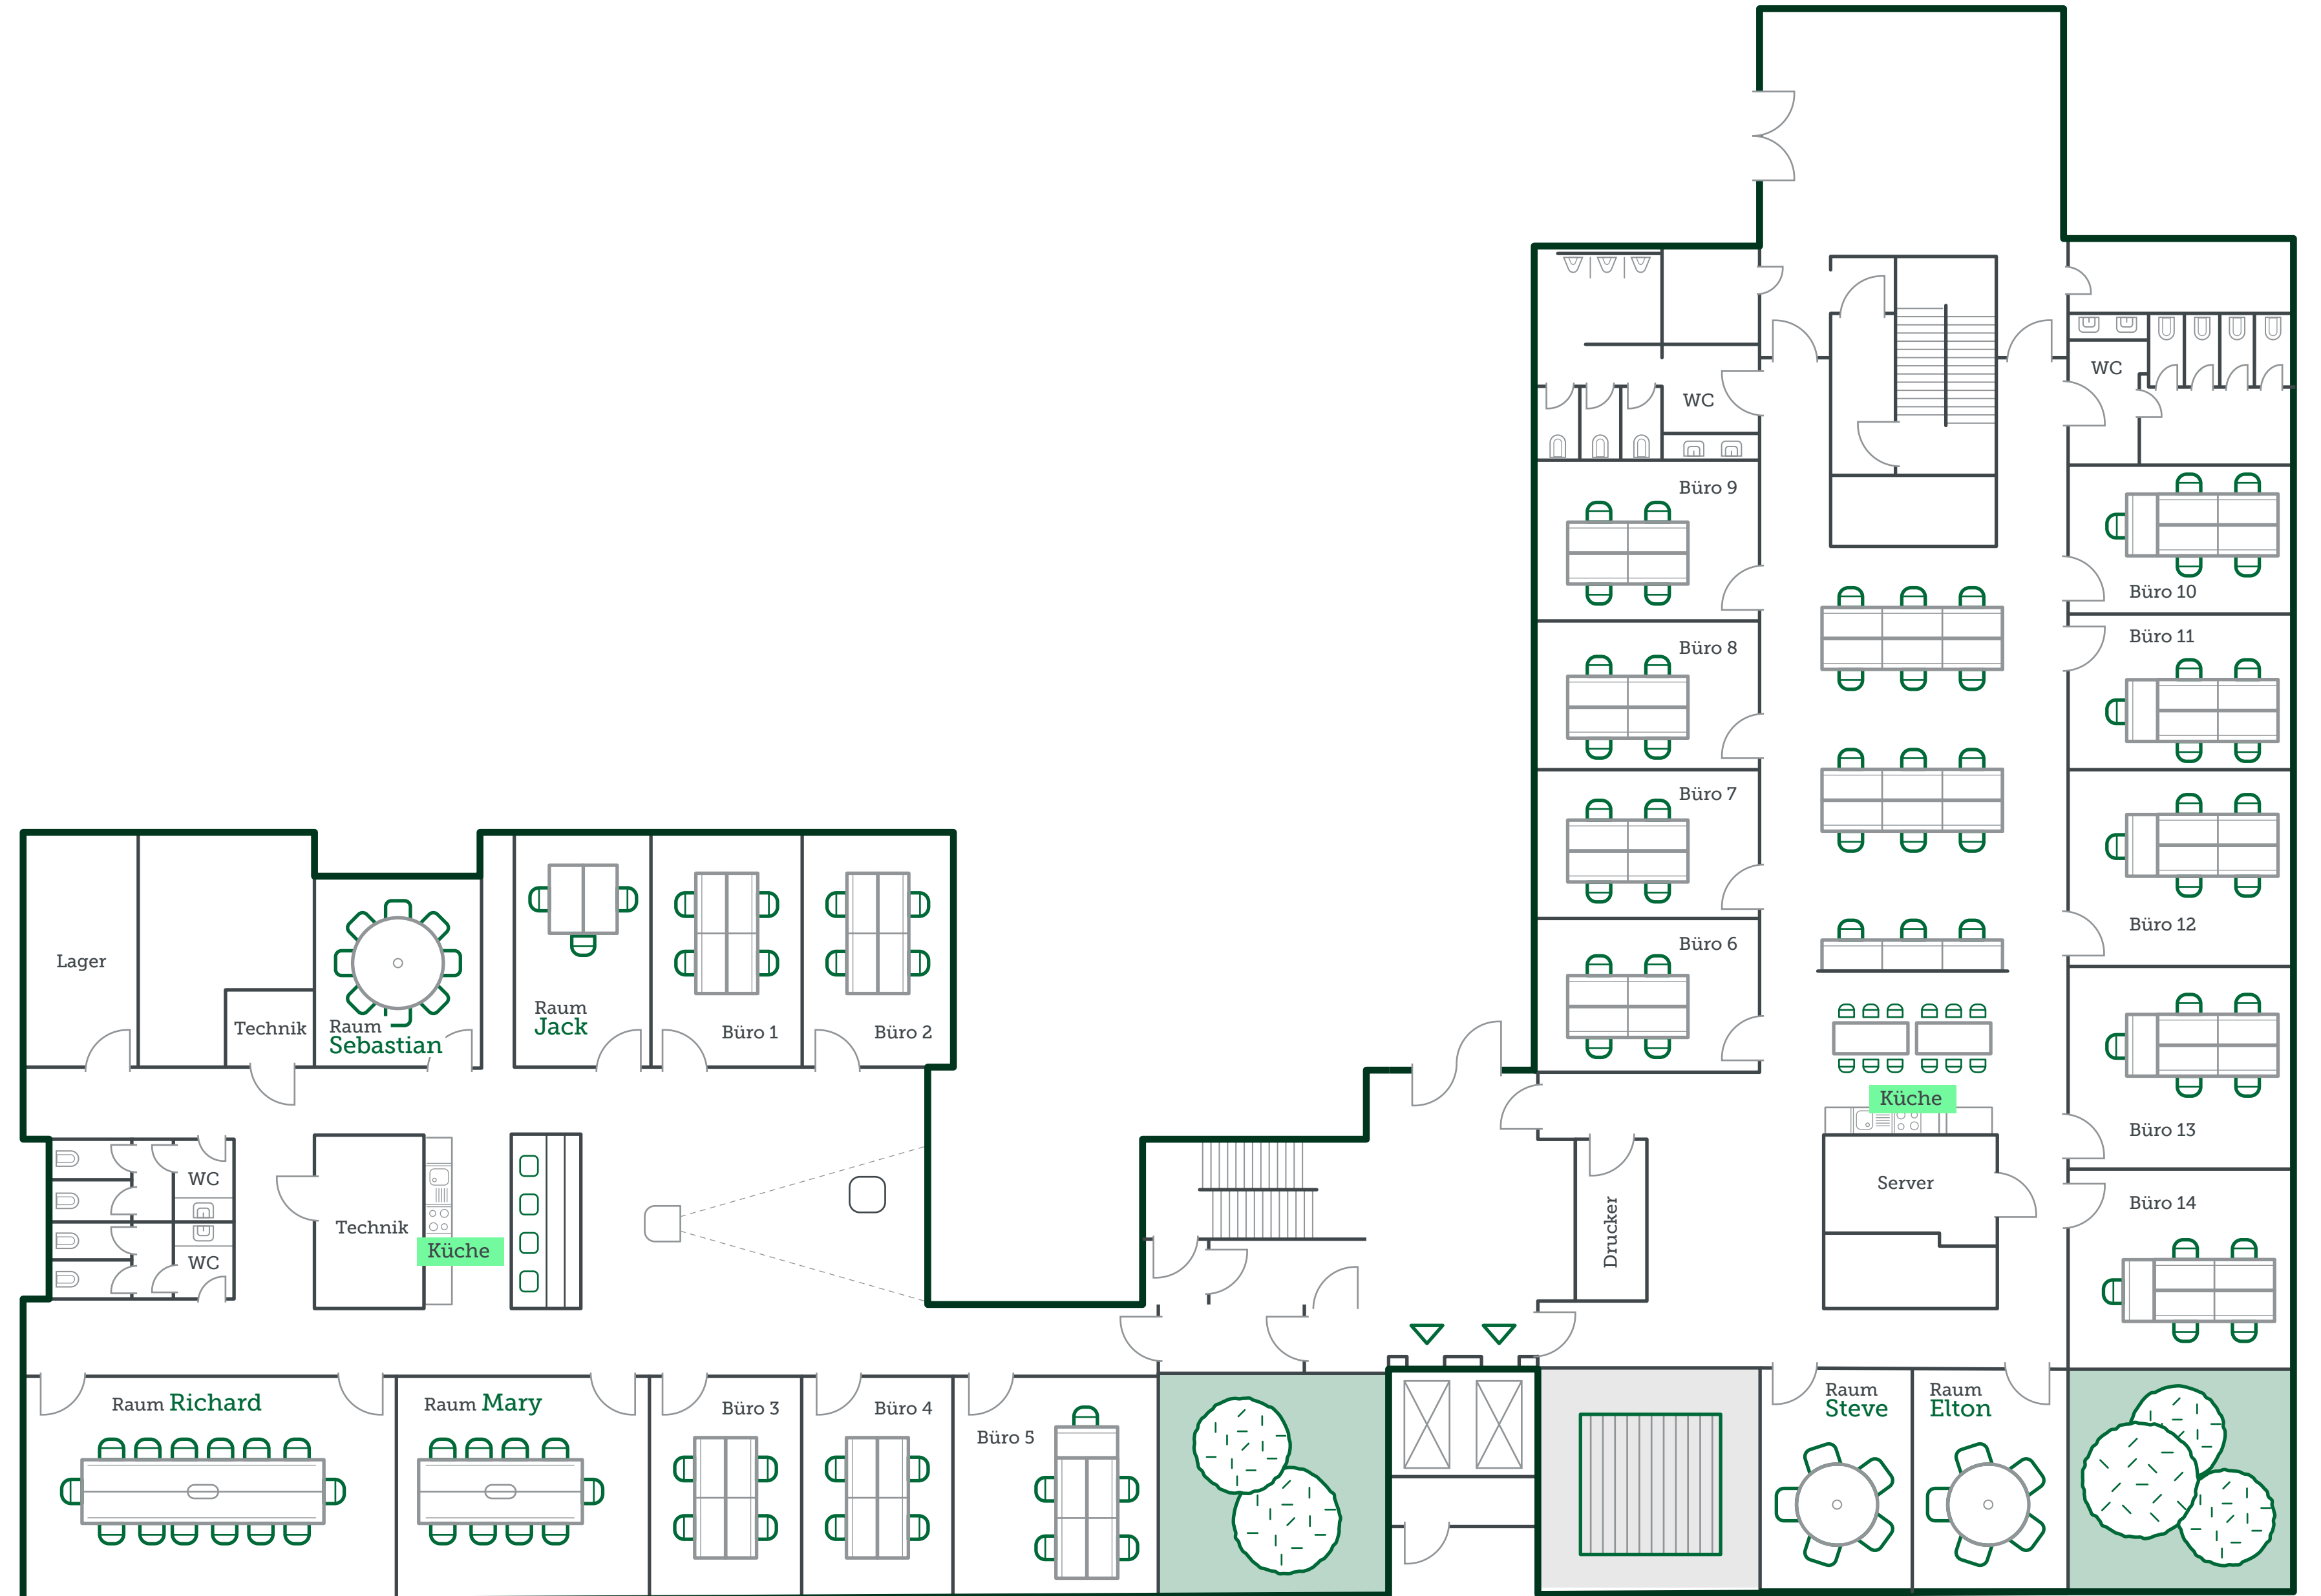 WC
WC
Büro 9
Büro 10
Büro 11
Büro 8
Büro 7
Büro 12
Büro 6
Lager
Technik
Raum
Sebastian
Raum
Jack
Büro 1
Büro 2
Küche
Büro 13
WC
Technik
Küche
WC
Drucker
Server
Büro 14
Raum Richard
Raum Mary
Büro 3
Büro 4
Büro 5
Raum
Steve
Raum
Elton